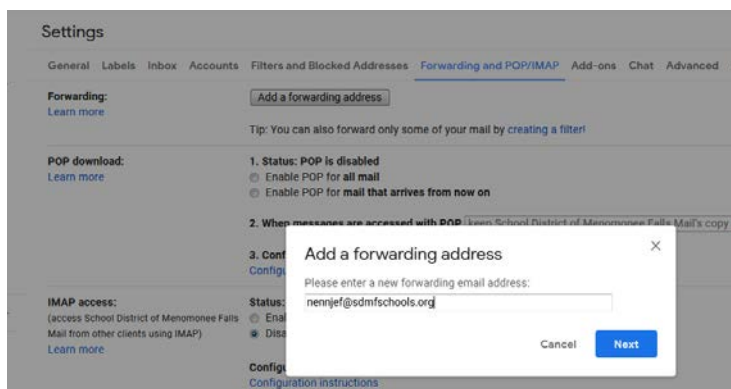 Settings
General Labels Inbox Accounts Filters and Blocked Addresses Forwarding and POP/IMAP Add-ons Chat Advanced
Forwarding:
Learn more
Add a forwarding address
Tip: You can also forward only some of your mail by creating a filter!
POP download:
Learn more
1. Status: POP is disabled
Enable POP for all mail
Enable POP for mail that arrives from now on
2. When messages are accessed with POP keep School District of Menomonee Falls Mail's copy
3. Conf
Configu
IMAP access:
(access School District of Menomonee Falls
Mail from other clients using IMAP)
Learn more
Status:
Enal
Disa
Configu
Configuration instructions
Add a forwarding address
Please enter a new forwarding email address:
nennjef@sdmfschools.org
Cancel Next